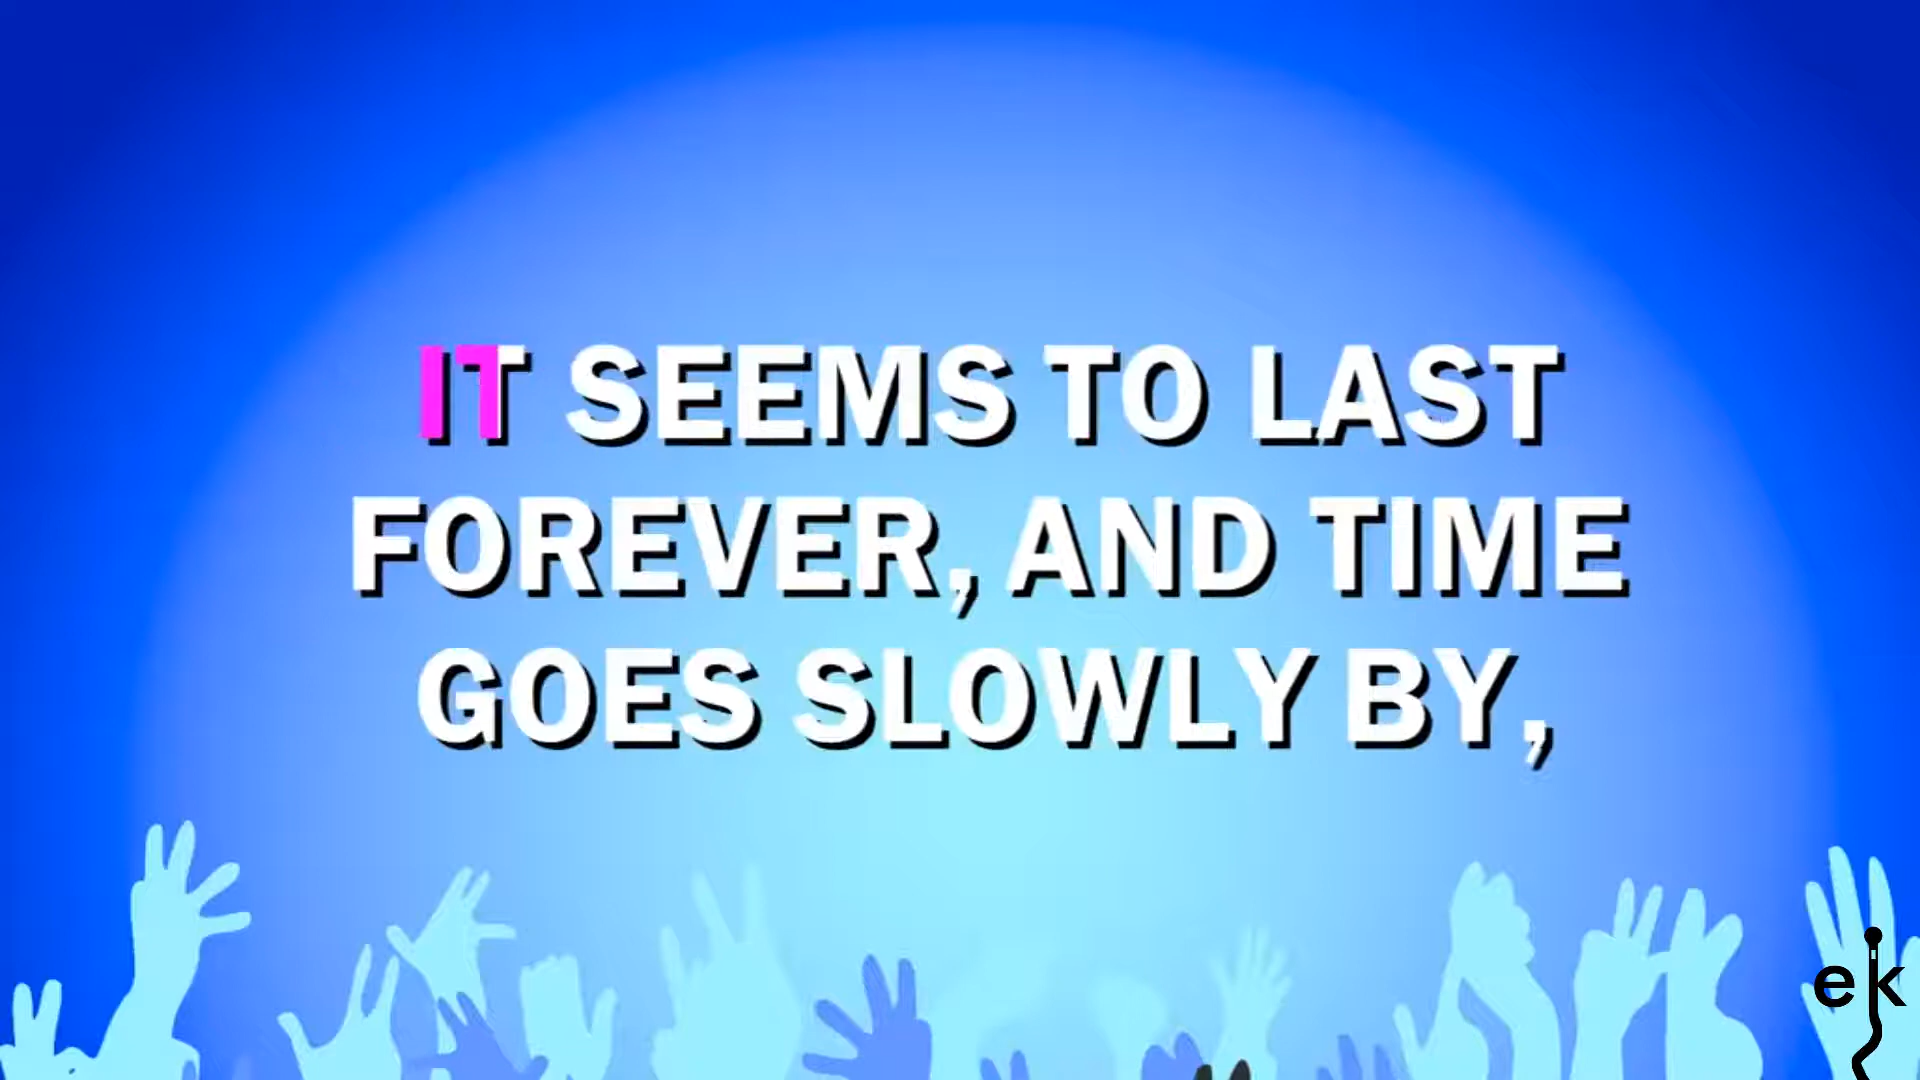 IT SEEMS TO LAST
FOREVER, AND TIME
GOES SLOWLY BY,
ek